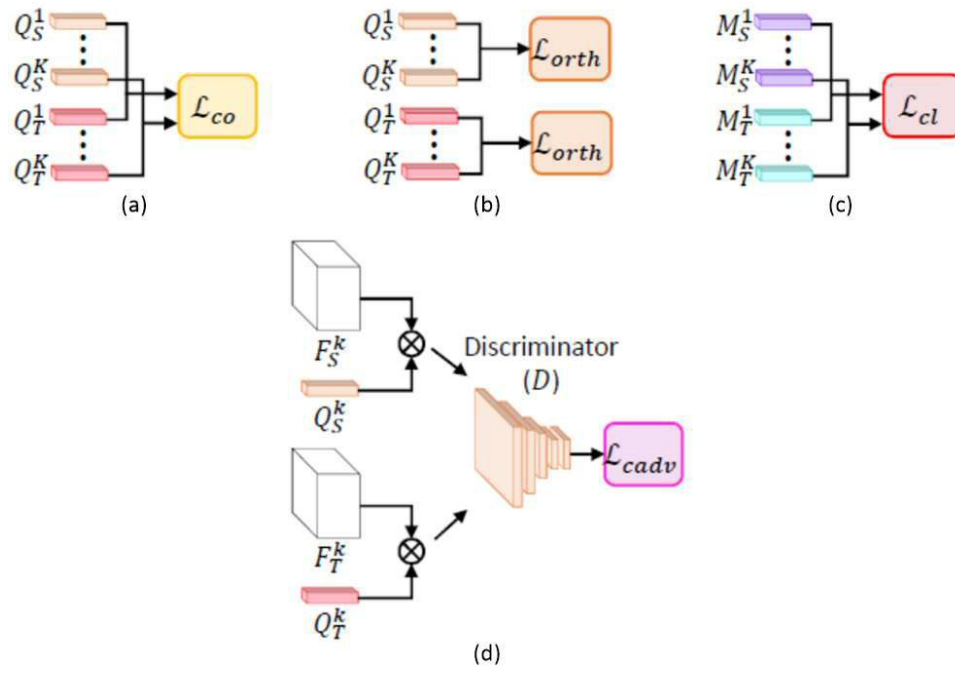 Q_S^1
Q_S^K
Q_T^1
Q_T^K
ℒ_co
(a)
Q_S^1
Q_S^K
Q_T^1
Q_T^K
ℒ_orth
ℒ_orth
(b)
M_S^1
M_S^K
M_T^1
M_T^K
ℒ_cl
(c)
F_S^k
Q_S^k
F_T^k
Q_T^k
Discriminator
(D)
ℒ_cadv
(d)